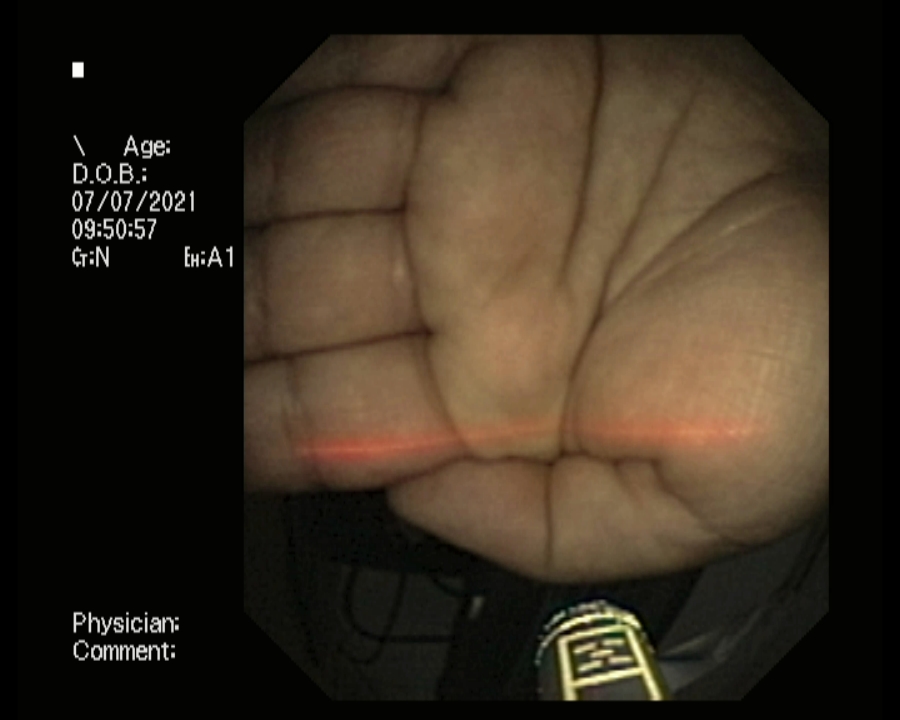 \ Age:
D.O.B.:
07/07/2021
09:50:57
Cr:N EH:A1
Physician:
Comment: